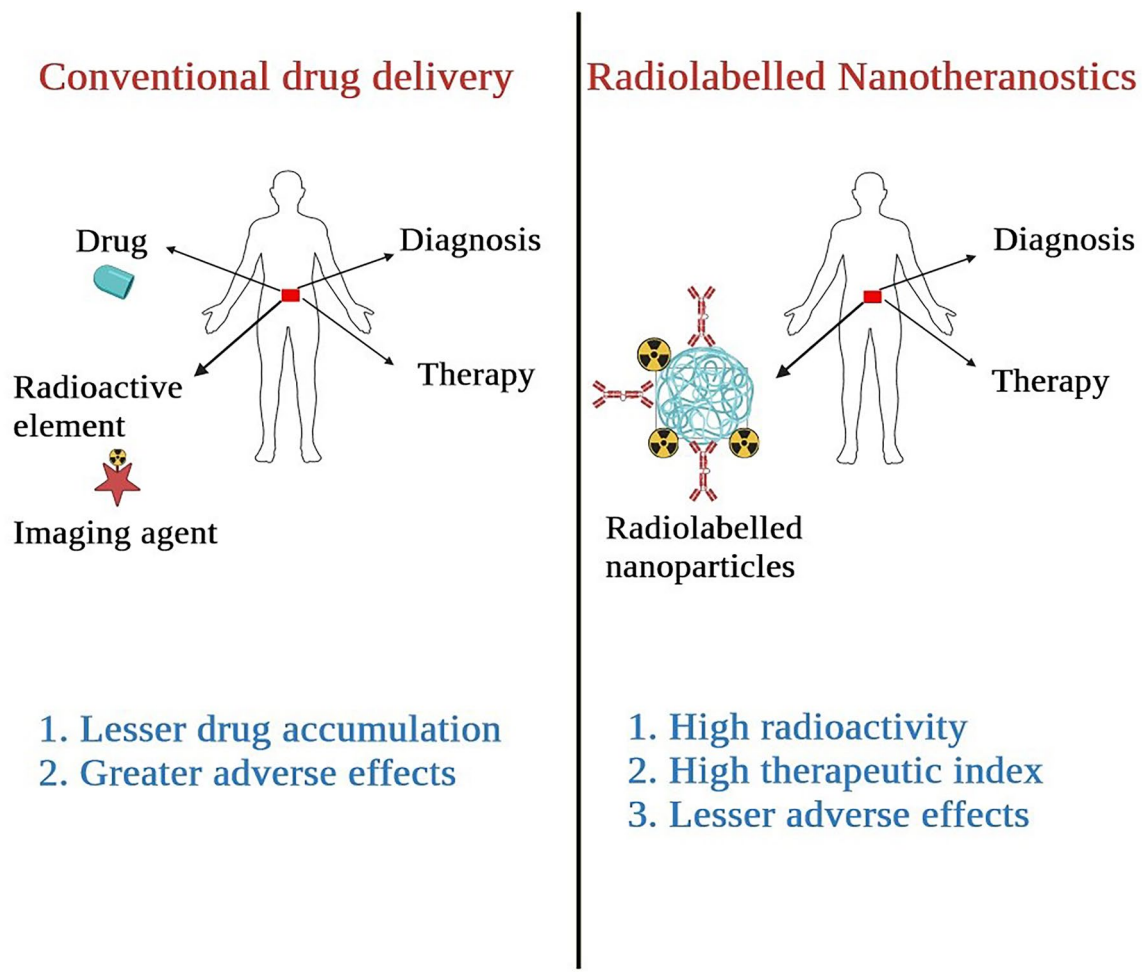 Conventional drug delivery
Drug
Diagnosis
Radioactive
element
Therapy
Imaging agent
1. Lesser drug accumulation
2. Greater adverse effects
Radiolabelled Nanotheranostics
Diagnosis
Therapy
Radiolabelled
nanoparticles
1. High radioactivity
2. High therapeutic index
3. Lesser adverse effects